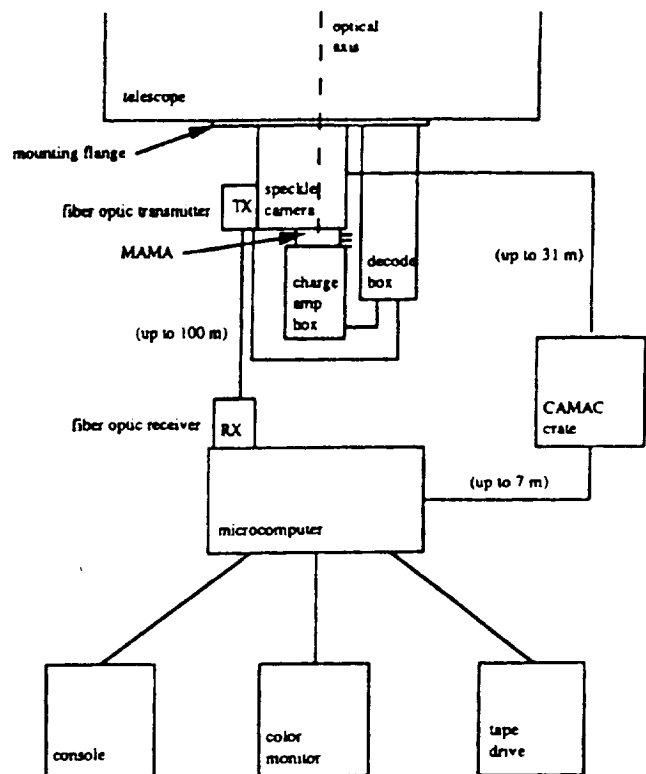 optical
axis
telescope
mounting flange
speckle
camera
fiber optic transmitter
TX
MAMA
decode
box
charge
amp
box
(up to 31 m)
(up to 100 m)
CAMAC
crate
fiber optic receiver
RX
(up to 7 m)
microcomputer
console
color
monitor
tape
drive